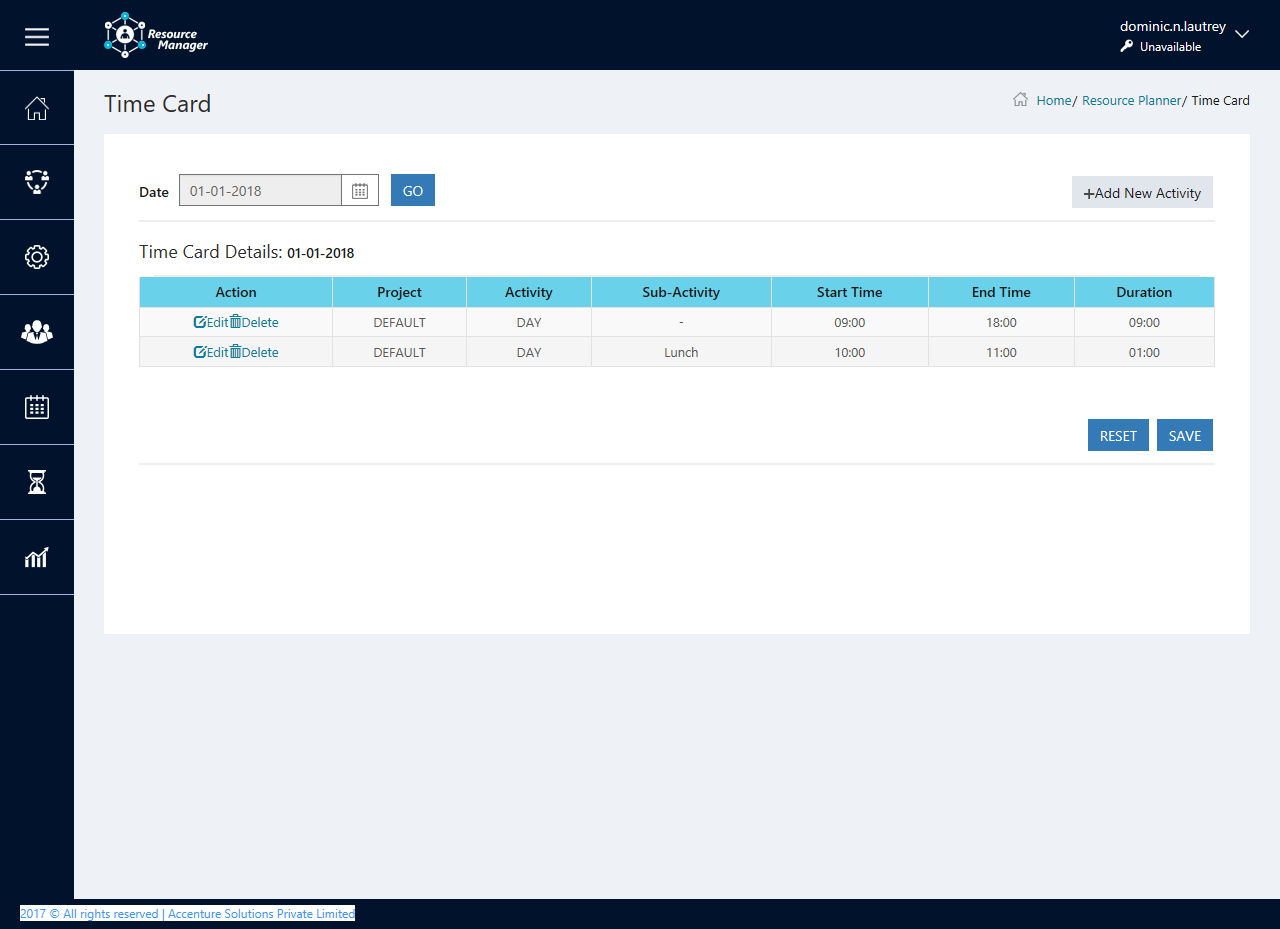 Resource
Manager
dominic.n.lautrey
Unavailable
Time Card
Home/ Resource Planner/ Time Card
Date 01-01-2018 GO +Add New Activity
Time Card Details: 01-01-2018
Action Project Activity Sub-Activity Start Time End Time Duration
Edit Delete DEFAULT DAY - 09:00 18:00 09:00
Edit Delete DEFAULT DAY Lunch 10:00 11:00 01:00
RESET SAVE
2017 © All rights reserved | Accenture Solutions Private Limited